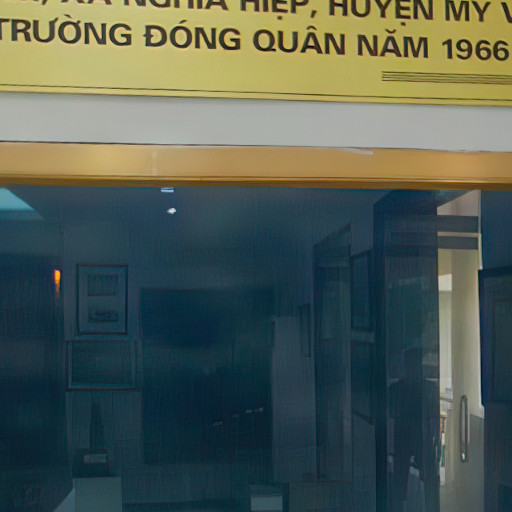 XÃ NGHĨA HIỆP, HUYỆN MỸ
TRƯỜNG ĐÓNG QUÂN NĂM 1966